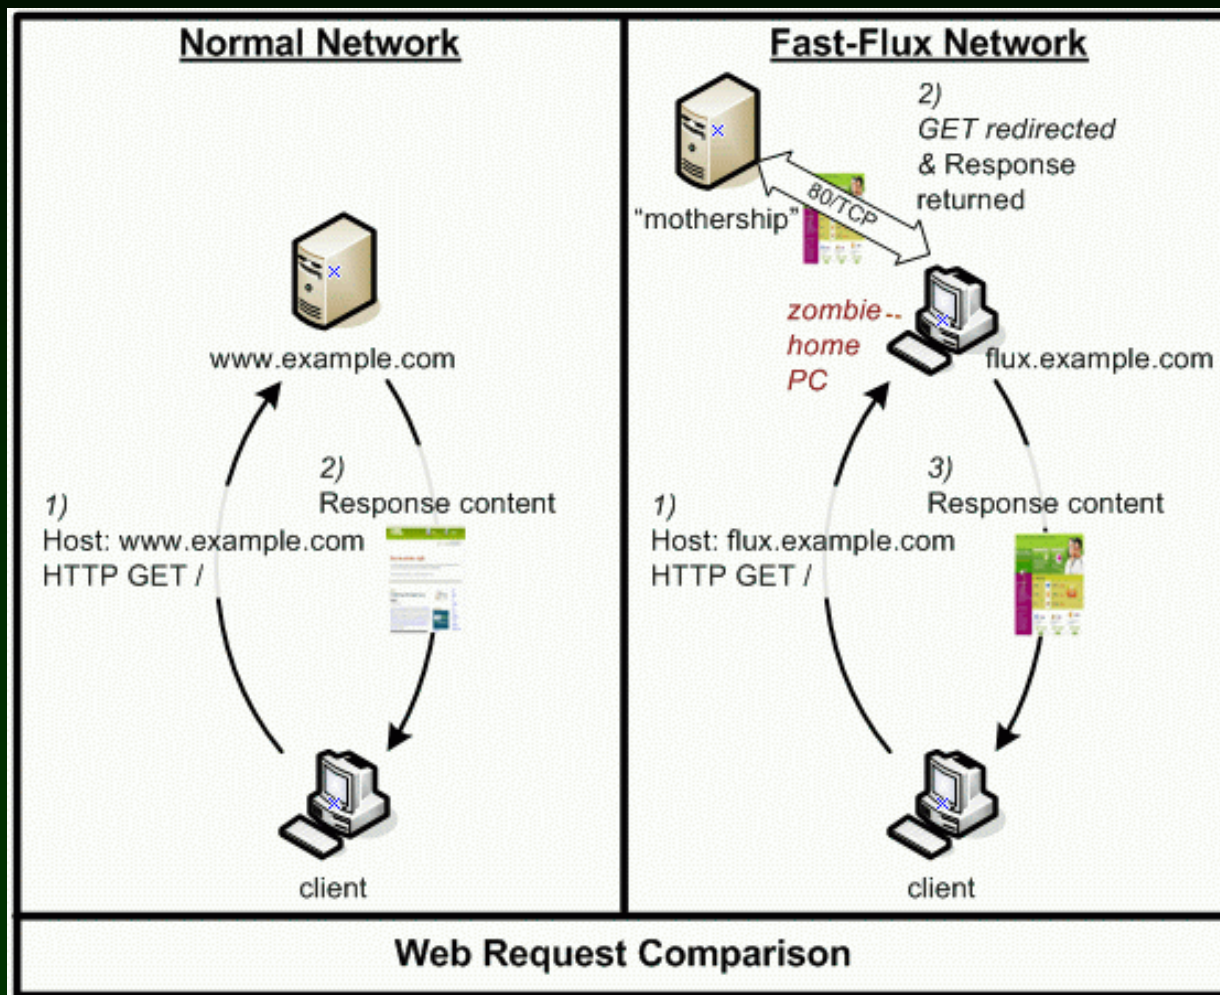 Normal Network
www.example.com
1)
Host: www.example.com
HTTP GET /
2)
Response content
client
Fast-Flux Network
"mothership"
80/TCP
2)
GET redirected
& Response
returned
zombie
home
PC
flux.example.com
1)
Host: flux.example.com
HTTP GET /
3)
Response content
client
Web Request Comparison